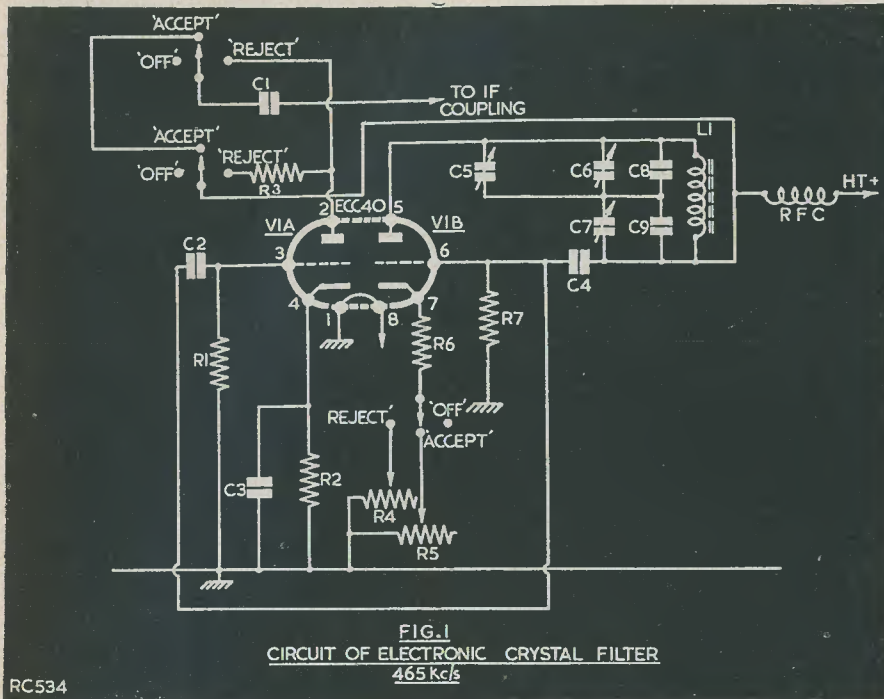 'ACCEPT'
'OFF'
'REJECT'
C1
TO IF
COUPLING
'ACCEPT'
'OFF'
'REJECT'
R3
L1
C5
C6
C8
HT+
RFC
2
ECC40
5
V1A
V1B
C7
C9
C2
3
6
C4
4
1
8
7
R1
R6
R7
REJECT'
'OFF'
'ACCEPT'
C3
R2
R4
R5
FIG.1
CIRCUIT OF ELECTRONIC CRYSTAL FILTER
465 Kc/s
RC534